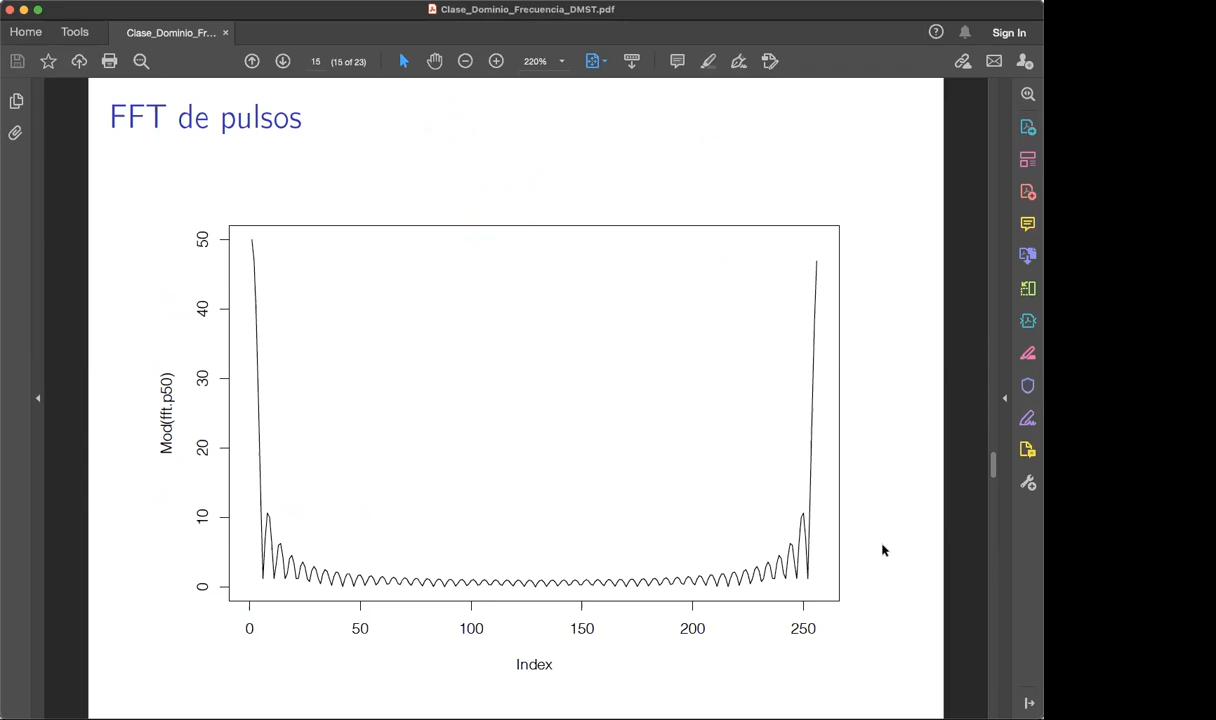 Clase_Dominio_Frecuencia_DMST.pdf
Home Tools Clase_Dominio_Fr... × Sign In
15 (15 of 23) 220%
FFT de pulsos
50
40
30
20
10
0
Mod(fft.p50)
0 50 100 150 200 250
Index